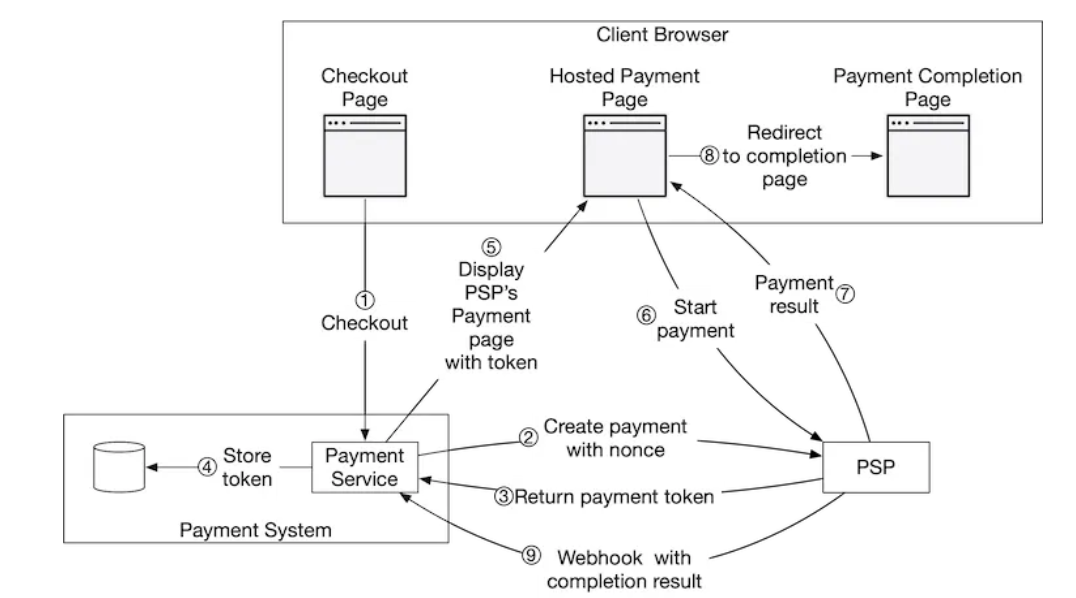 Client Browser
Checkout
Page
Hosted Payment
Page
Payment Completion
Page
Redirect
⑧ to completion
page
①
Checkout
⑤
Display
PSP's
Payment
page
with token
⑥ Start
payment
Payment ⑦
result
② Create payment
with nonce
③ Return payment token
④ Store
token
Payment
Service
PSP
Payment System
⑨ Webhook with
completion result